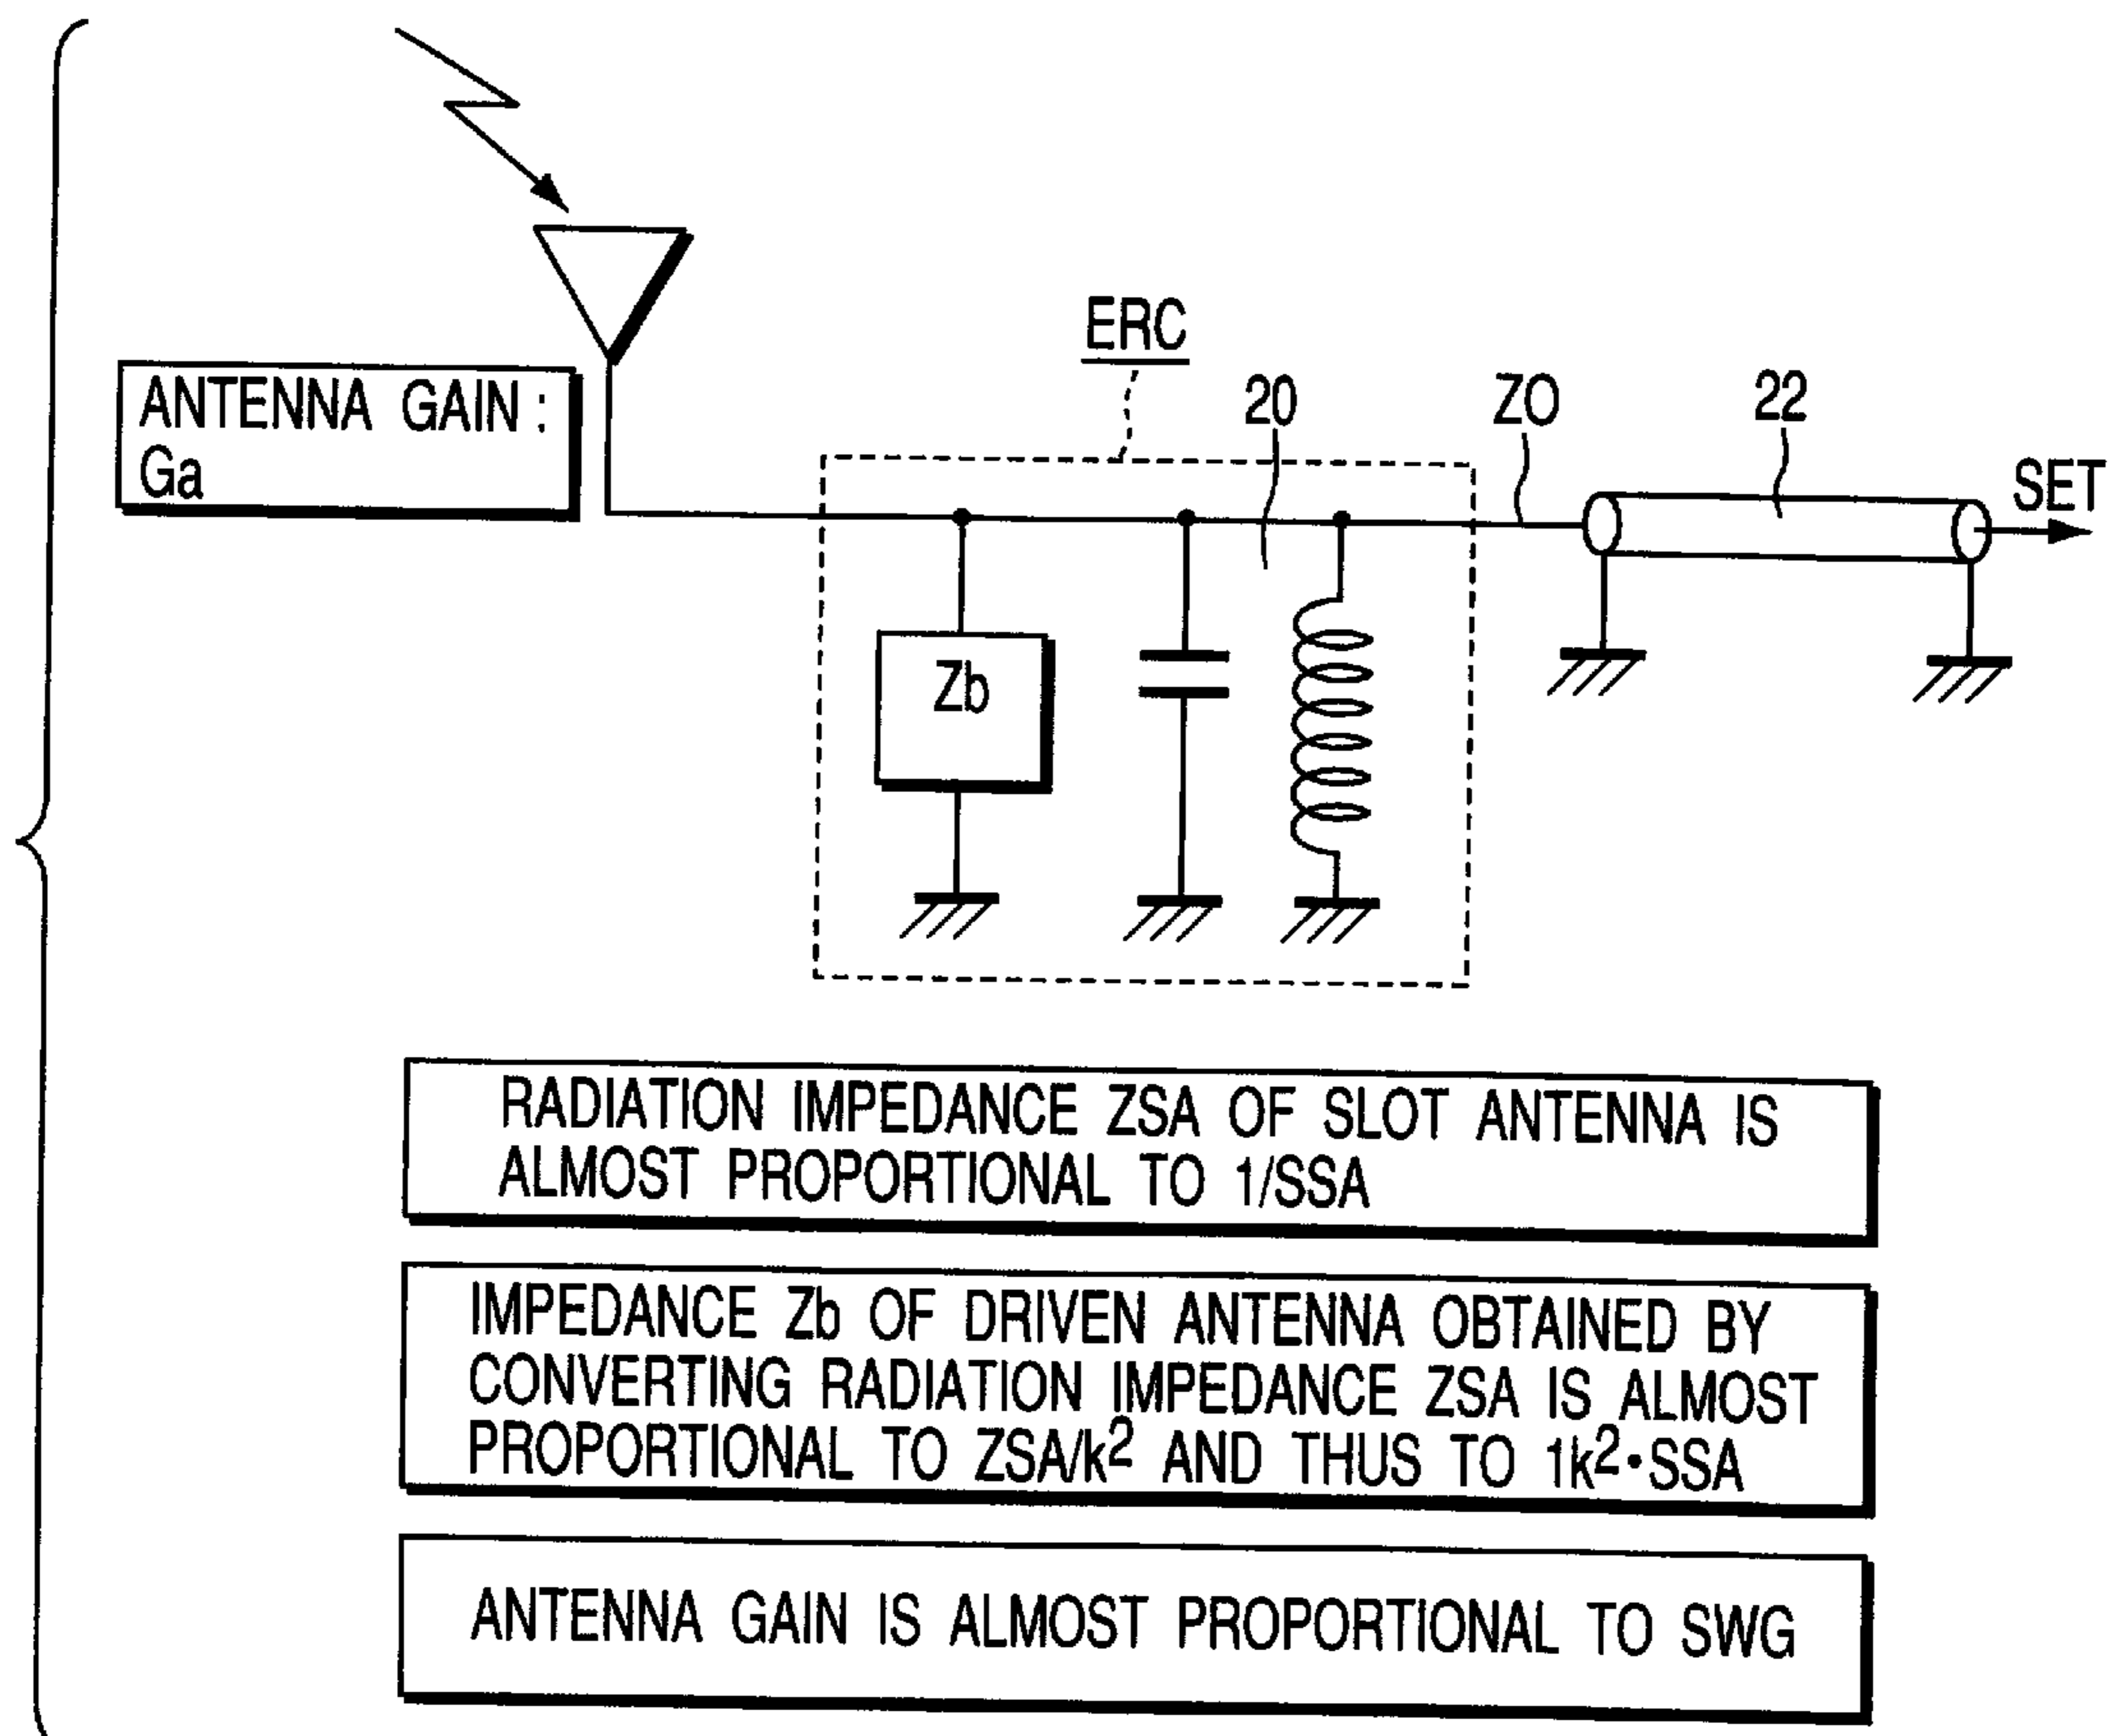 ERC
20
ZO
22
SET
ANTENNA GAIN :
Ga
Zb
RADIATION IMPEDANCE ZSA OF SLOT ANTENNA IS
ALMOST PROPORTIONAL TO 1/SSA
IMPEDANCE Zb OF DRIVEN ANTENNA OBTAINED BY
CONVERTING RADIATION IMPEDANCE ZSA IS ALMOST
PROPORTIONAL TO ZSA/k² AND THUS TO 1k²•SSA
ANTENNA GAIN IS ALMOST PROPORTIONAL TO SWG